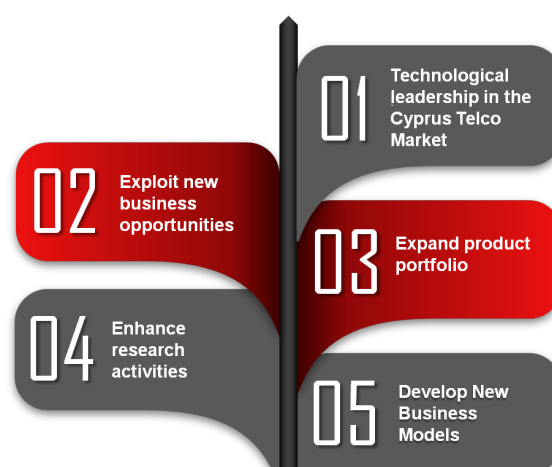 01
Technological
leadership in the
Cyprus Telco
Market
02
Exploit new
business
opportunities
03
Expand product
portfolio
04
Enhance
research
activities
05
Develop New
Business
Models